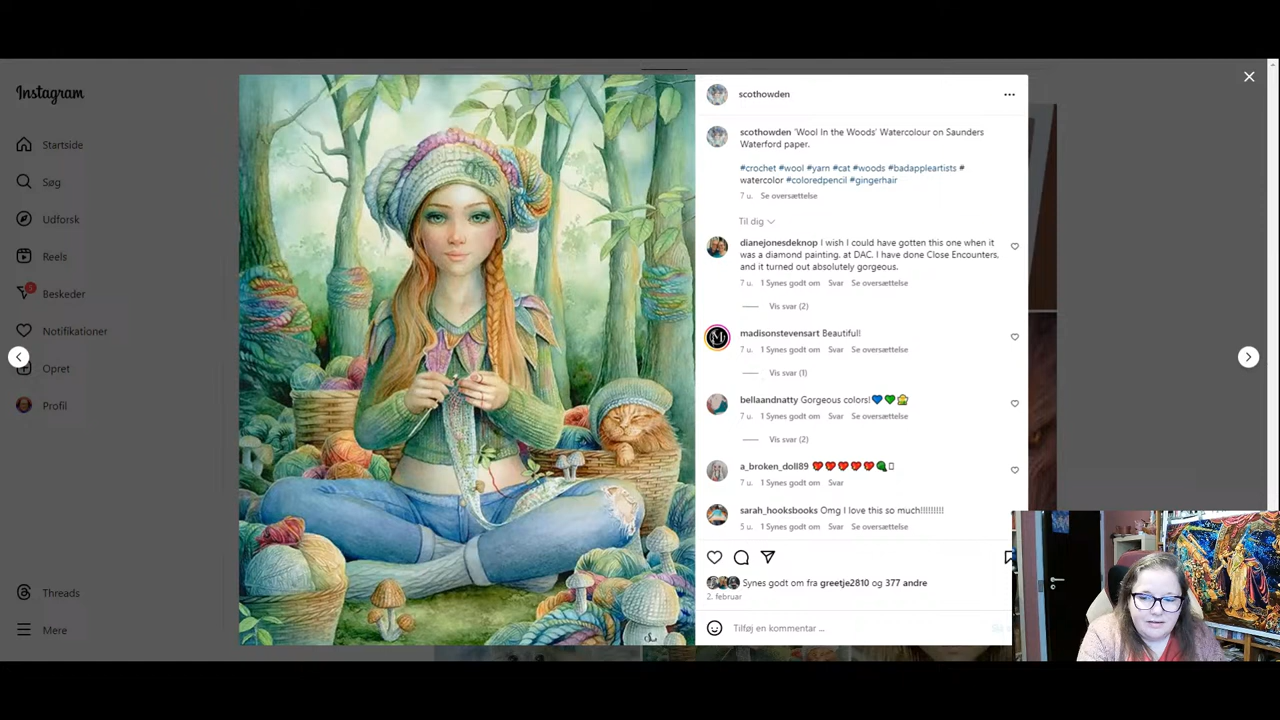 Instagram
Startside
Søg
Udforsk
Reels
3
Beskeder
Notifikationer
Opret
Profil
Threads
Mere
scothowden
scothowden 'Wool In the Woods' Watercolour on Saunders
Waterford paper.
#crochet #wool #yarn #cat #woods #badappleartists #
watercolor #coloredpencil #gingerhair
7 u. Se oversættelse
Til dig
dianejonesdeknop I wish I could have gotten this one when it
was a diamond painting, at DAC. I have done Close Encounters,
and it turned out absolutely gorgeous.
7 u. 1 Synes godt om Svar Se oversættelse
Vis svar (2)
madisonstevensart Beautiful!
7 u. 1 Synes godt om Svar Se oversættelse
Vis svar (1)
bellaandnatty Gorgeous colors!💙💚
7 u. 1 Synes godt om Svar Se oversættelse
Vis svar (2)
a_broken_doll89
7 u. 1 Synes godt om Svar
sarah_hooksbooks Omg I love this so much!!!!!!!!!
5 u. 1 Synes godt om Svar Se oversættelse
Synes godt om fra greetje2810 og 377 andre
2. februar
Tilføj en kommentar ...